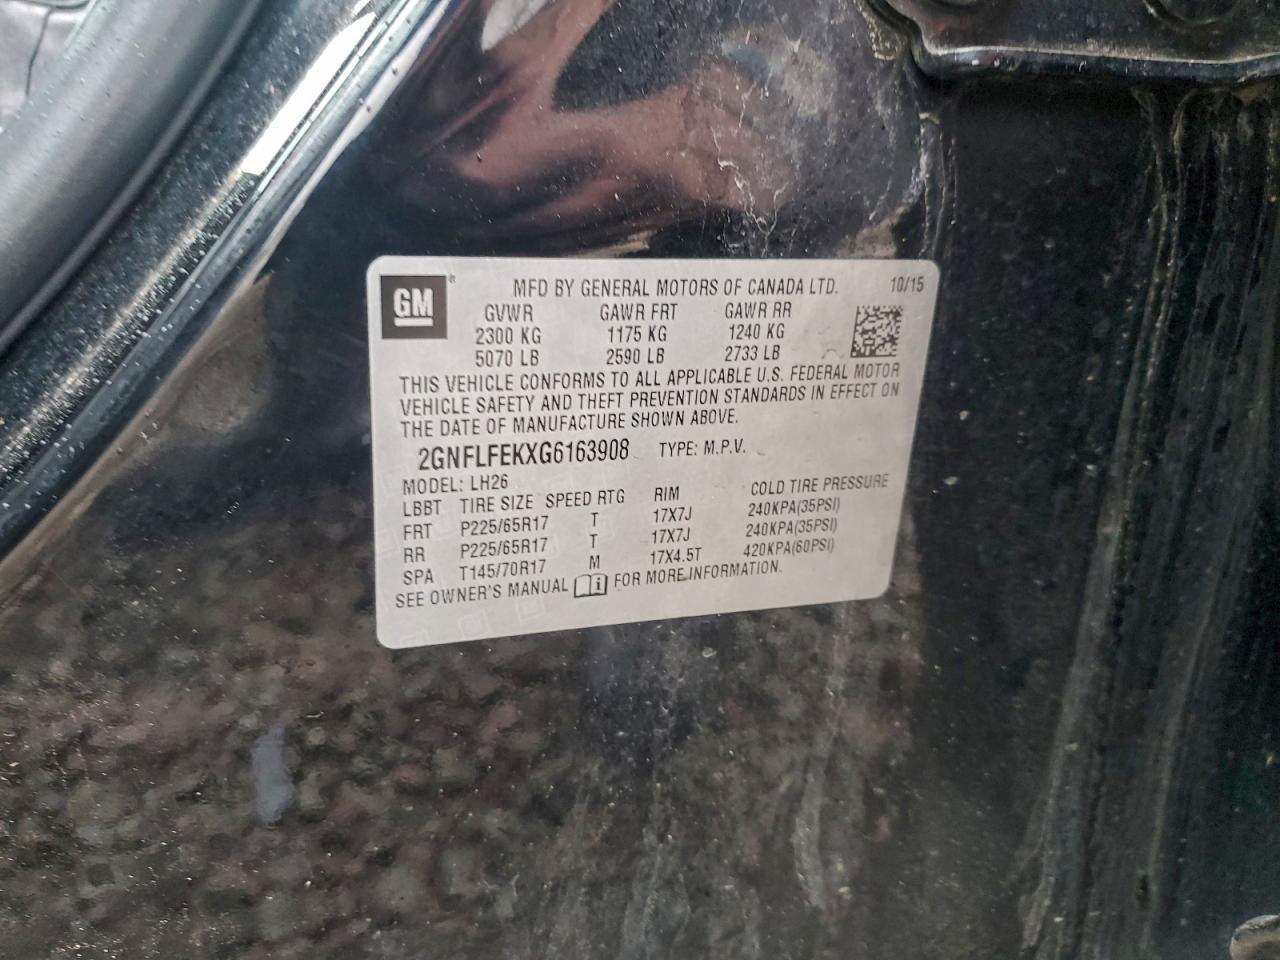 GM® MFD BY GENERAL MOTORS OF CANADA LTD. 10/15
GVWR GAWR FRT GAWR RR
2300 KG 1175 KG 1240 KG
5070 LB 2590 LB 2733 LB
THIS VEHICLE CONFORMS TO ALL APPLICABLE U.S. FEDERAL MOTOR
VEHICLE SAFETY AND THEFT PREVENTION STANDARDS IN EFFECT ON
THE DATE OF MANUFACTURE SHOWN ABOVE.
2GNFLFEKXG6163908 TYPE: M.P.V.
MODEL: LH26
LBBT TIRE SIZE SPEED RTG RIM COLD TIRE PRESSURE
FRT P225/65R17 T 17X7J 240KPA(35PSI)
RR P225/65R17 T 17X7J 240KPA(35PSI)
SPA T145/70R17 M 17X4.5T 420KPA(60PSI)
SEE OWNER'S MANUAL FOR MORE INFORMATION.